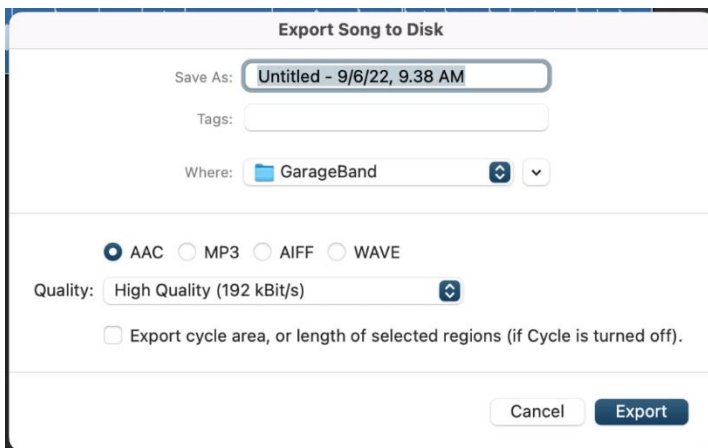 Export Song to Disk
Save As: Untitled - 9/6/22, 9.38 AM
Tags:
Where: GarageBand
AAC MP3 AIFF WAVE
Quality: High Quality (192 kBit/s)
Export cycle area, or length of selected regions (if Cycle is turned off).
Cancel Export